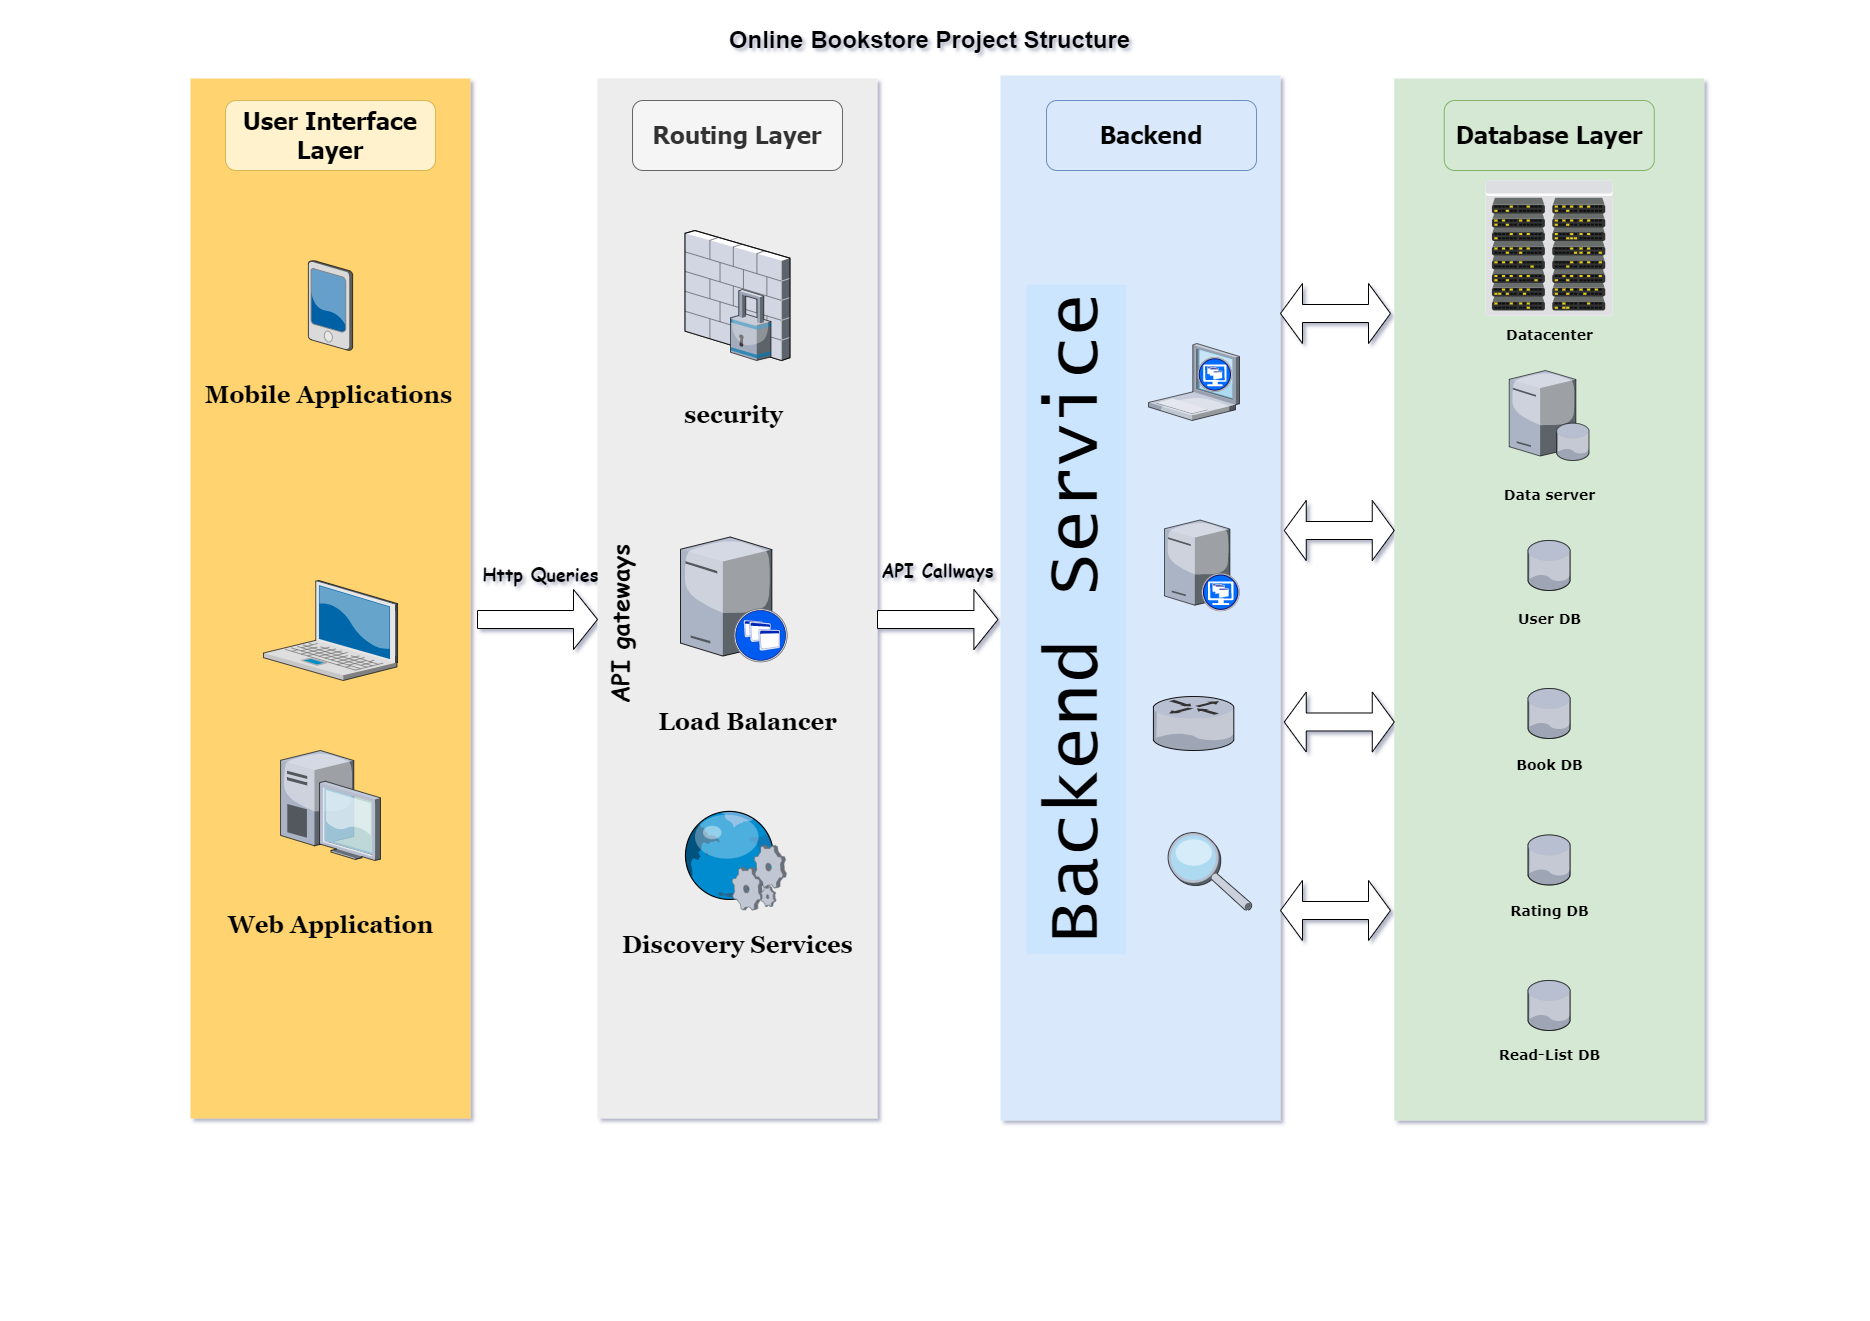 Online Bookstore Project Structure
User Interface
Layer
Mobile Applications
Web Application
Http Queries
Routing Layer
security
API gateways
Load Balancer
Discovery Services
API Callways
Backend
Backend Service
Database Layer
Datacenter
Data server
User DB
Book DB
Rating DB
Read-List DB